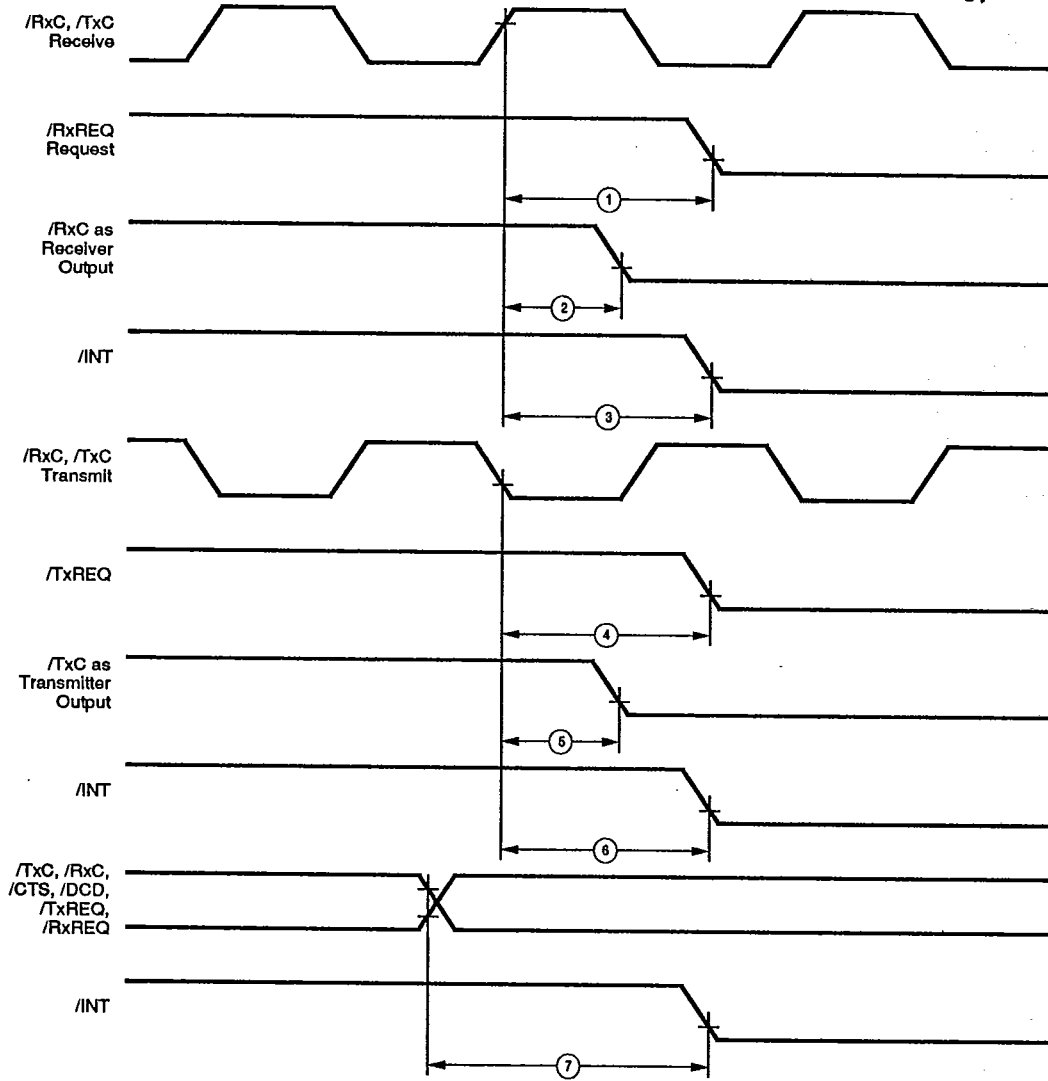 /RxC, /TxC
Receive
/RxREQ
Request
1
/RxC as
Receiver
Output
2
/INT
3
/RxC, /TxC
Transmit
/TxREQ
4
/TxC as
Transmitter
Output
5
/INT
6
/TxC, /RxC,
/CTS, /DCD,
/TxREQ,
/RxREQ
/INT
7